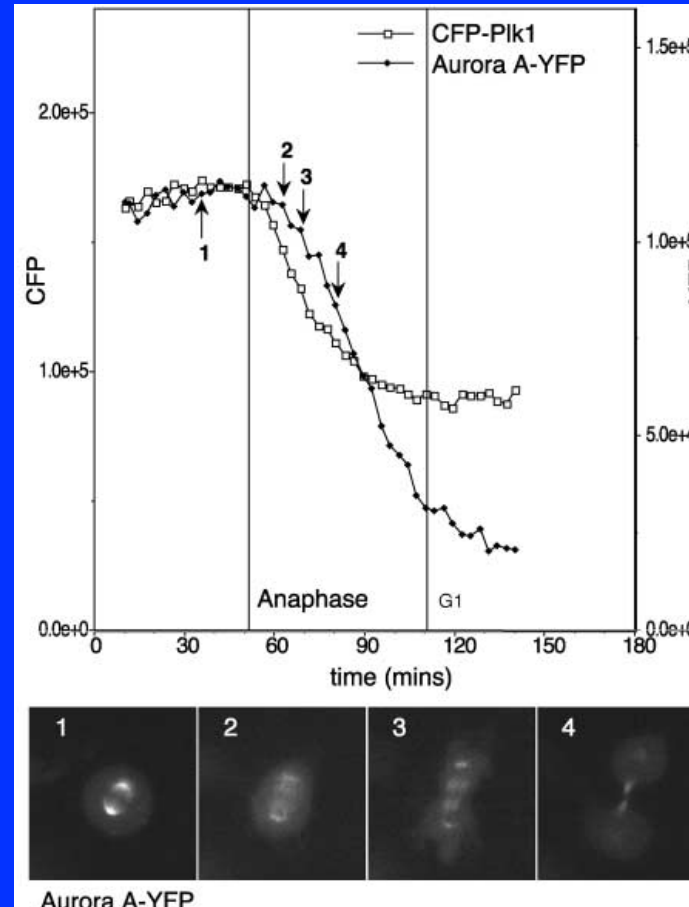 CFP-Plk1
Aurora A-YFP
1.5e+5
2.0e+5
2
3
1
4
1.0e+5
CFP
1.0e+5
5.0e+4
Anaphase
G1
0.0e+0
0.0e+0
0 30 60 90 120 150 180
time (mins)
1 2 3 4
Aurora A-YFP